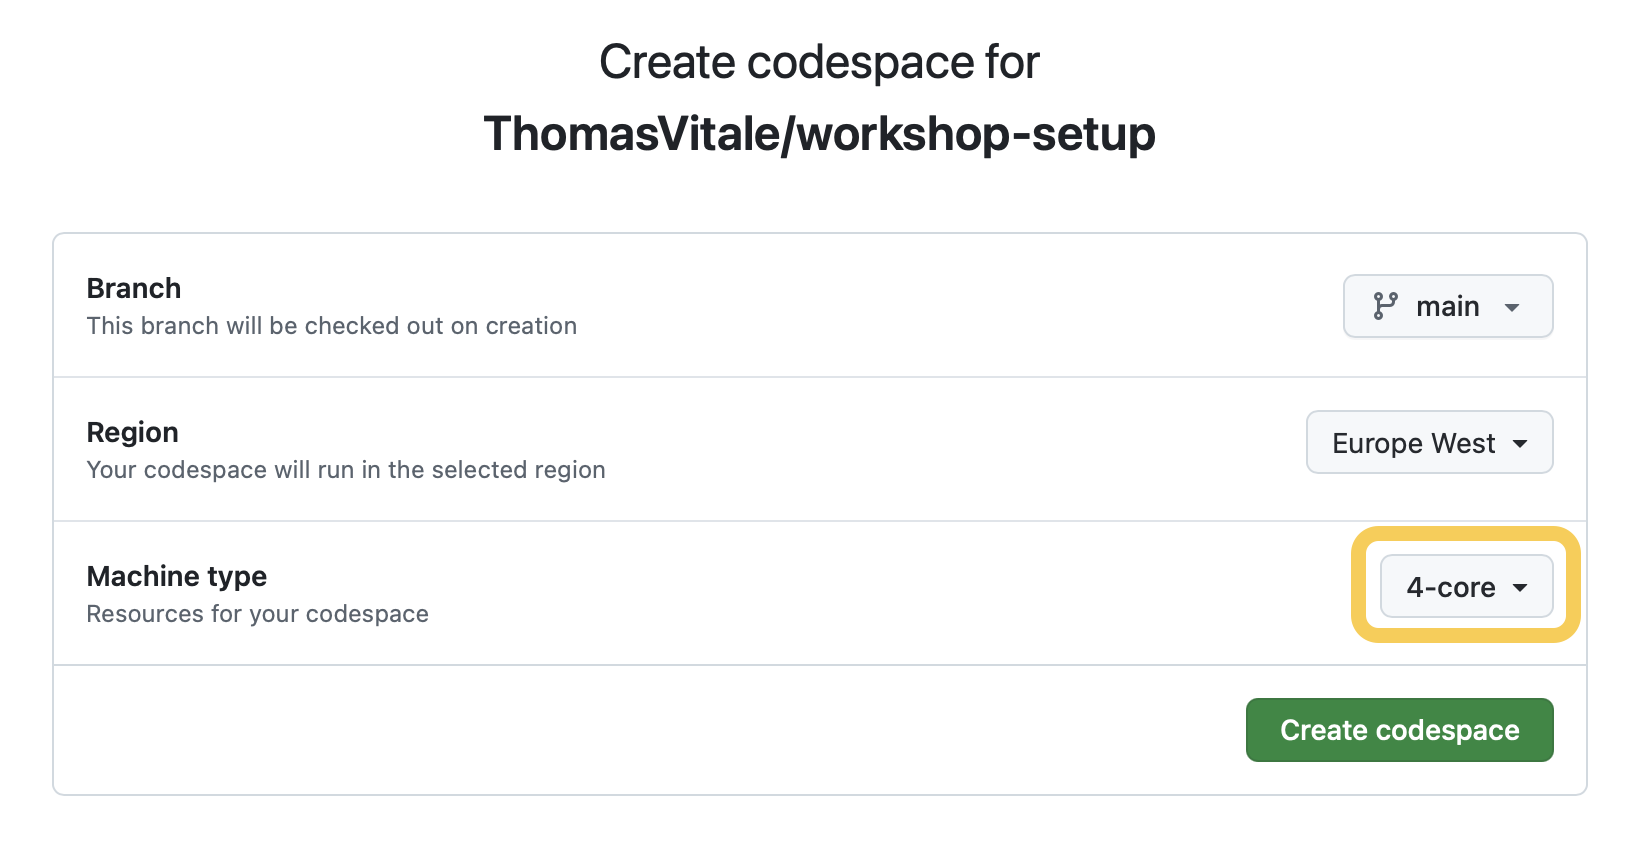 Create codespace for
ThomasVitale/workshop-setup
Branch
This branch will be checked out on creation
main
Region
Your codespace will run in the selected region
Europe West
Machine type
Resources for your codespace
4-core
Create codespace